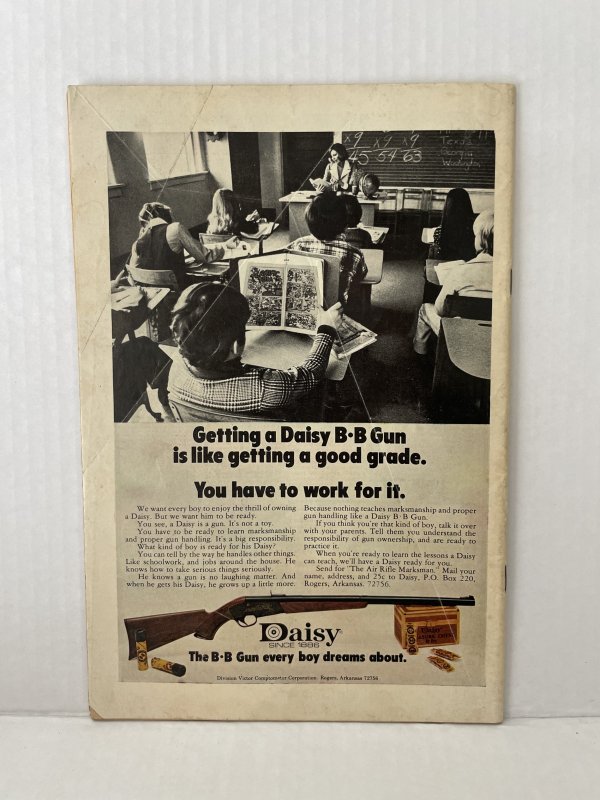 x9 x9 x9
45 54 63
Texas
Georgia
Washington
Getting a Daisy B•B Gun
is like getting a good grade.
You have to work for it.
We want every boy to enjoy the thrill of owning
a Daisy. But we want him to be ready.
You see, a Daisy is a gun. It's not a toy.
You have to be ready to learn marksmanship
and proper gun handling. It's a big responsibility.
What kind of boy is ready for his Daisy?
You can tell by the way he handles other things.
Like schoolwork, and jobs around the house. He
knows how to take serious things seriously.
He knows a gun is no laughing matter. And
when he gets his Daisy, he grows up a little more.
Because nothing teaches marksmanship and proper
gun handling like a Daisy B·B Gun.
If you think you're that kind of boy, talk it over
with your parents. Tell them you understand the
responsibility of gun ownership, and are ready to
practice it.
When you're ready to learn the lessons a Daisy
can teach, we'll have a Daisy ready for you.
Send for "The Air Rifle Marksman." Mail your
name, address, and 25c to Daisy, P.O. Box 220,
Rogers, Arkansas. 72756.
Daisy
SINCE 1886
The B•B Gun every boy dreams about.
Division Victor Comptometer Corporation. Rogers, Arkansas 72756